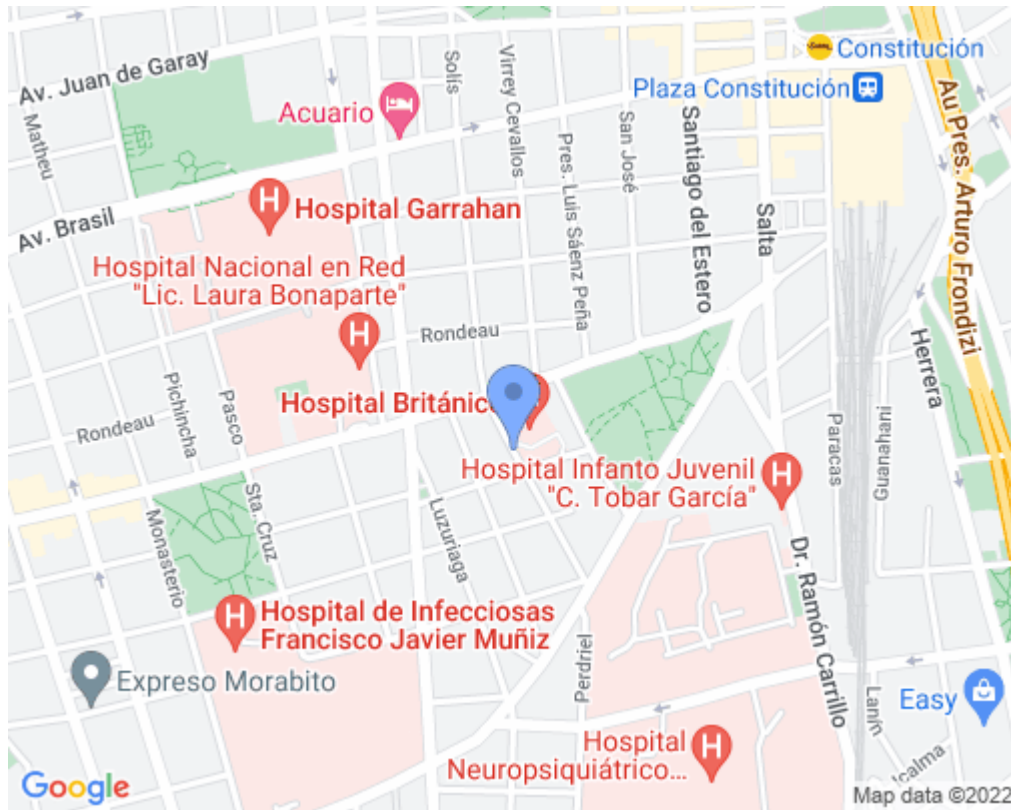 Av. Juan de Garay
Matheu
Acuario
Solís
Virrey Cevallos
Pres. Luis Sáenz Peña
San José
Santiago del Estero
Constitución
Plaza Constitución
Au Pres. Arturo Frondizi
Salta
Av. Brasil
Hospital Garrahan
Hospital Nacional en Red
"Lic. Laura Bonaparte"
Rondeau
Herrera
Pichincha
Pasco
Rondeau
Hospital Británico
Paracas
Guanahani
Hospital Infanto Juvenil
"C. Tobar García"
Monasterio
Sta. Cruz
Luzuriaga
Dr. Ramón Carrillo
Hospital de Infecciosas
Francisco Javier Muñiz
Perdriel
Expreso Morabito
Lanín
Easy
Hospital
Neuropsiquiátrico...
Google
Map data ©2022